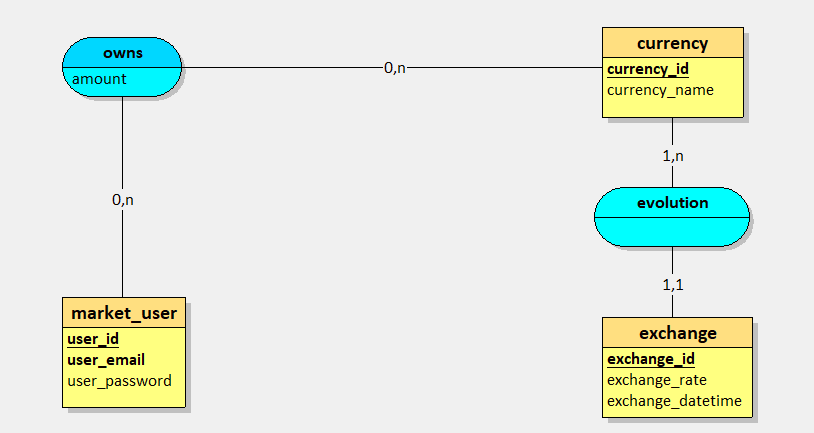 owns
amount
0,n
currency
currency_id
currency_name
1,n
evolution
1,1
exchange
exchange_id
exchange_rate
exchange_datetime
0,n
market_user
user_id
user_email
user_password